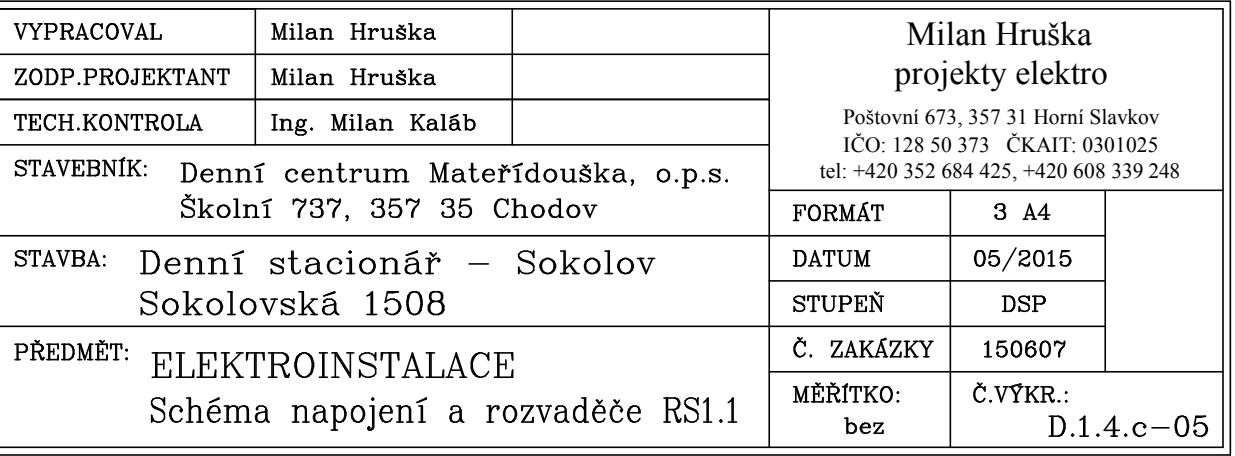 VYPRACOVAL Milan Hruška
ZODP.PROJEKTANT Milan Hruška
TECH.KONTROLA Ing. Milan Kaláb
Milan Hruška
projekty elektro
Poštovní 673, 357 31 Horní Slavkov
IČO: 128 50 373 ČKAIT: 0301025
tel: +420 352 684 425, +420 608 339 248
STAVEBNÍK: Denní centrum Mateřídouška, o.p.s.
Školní 737, 357 35 Chodov
STAVBA: Denní stacionář – Sokolov
Sokolovská 1508
PŘEDMĚT: ELEKTROINSTALACE
Schéma napojení a rozvaděče RS1.1
FORMÁT 3 A4
DATUM 05/2015
STUPEŇ DSP
Č. ZAKÁZKY 150607
MĚŘÍTKO: bez
Č.VÝKR.: D.1.4.c–05